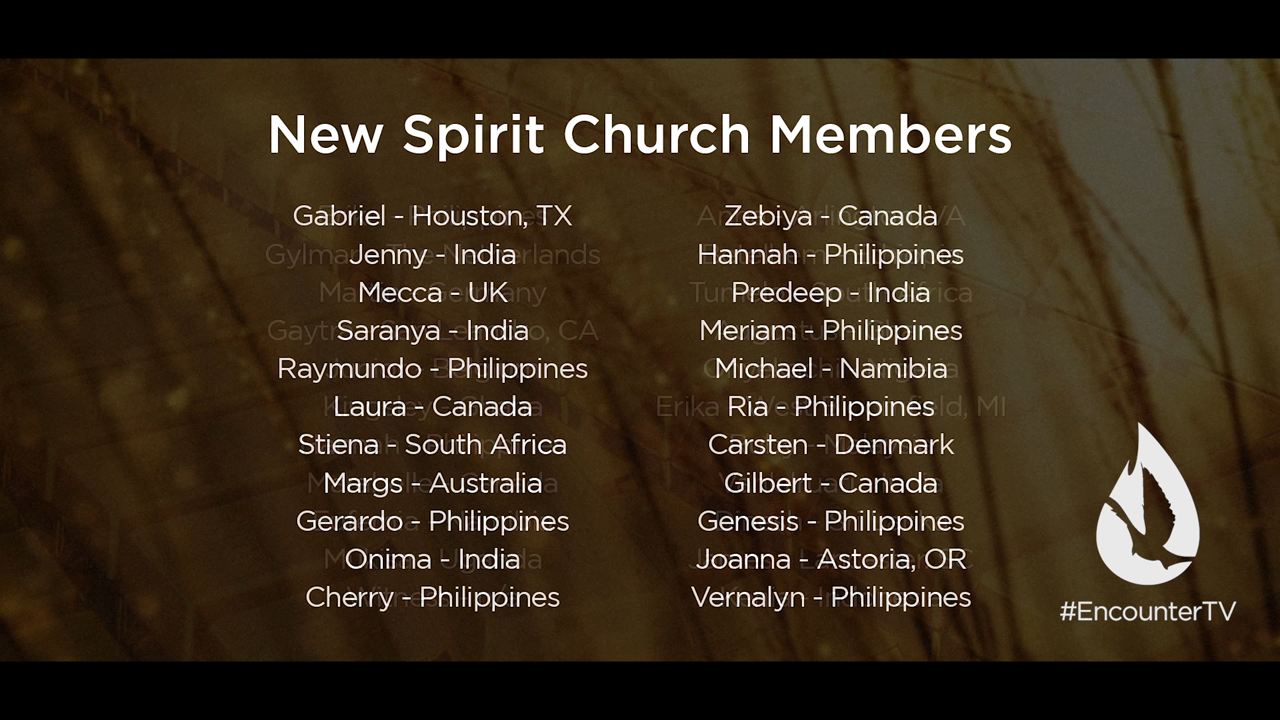 New Spirit Church Members
Gabriel - Houston, TX
Jenny - India
Mecca - UK
Saranya - India
Raymundo - Philippines
Laura - Canada
Stiena - South Africa
Margs - Australia
Gerardo - Philippines
Onima - India
Cherry - Philippines
Zebiya - Canada
Hannah - Philippines
Predeep - India
Meriam - Philippines
Michael - Namibia
Ria - Philippines
Carsten - Denmark
Gilbert - Canada
Genesis - Philippines
Joanna - Astoria, OR
Vernalyn - Philippines
#EncounterTV